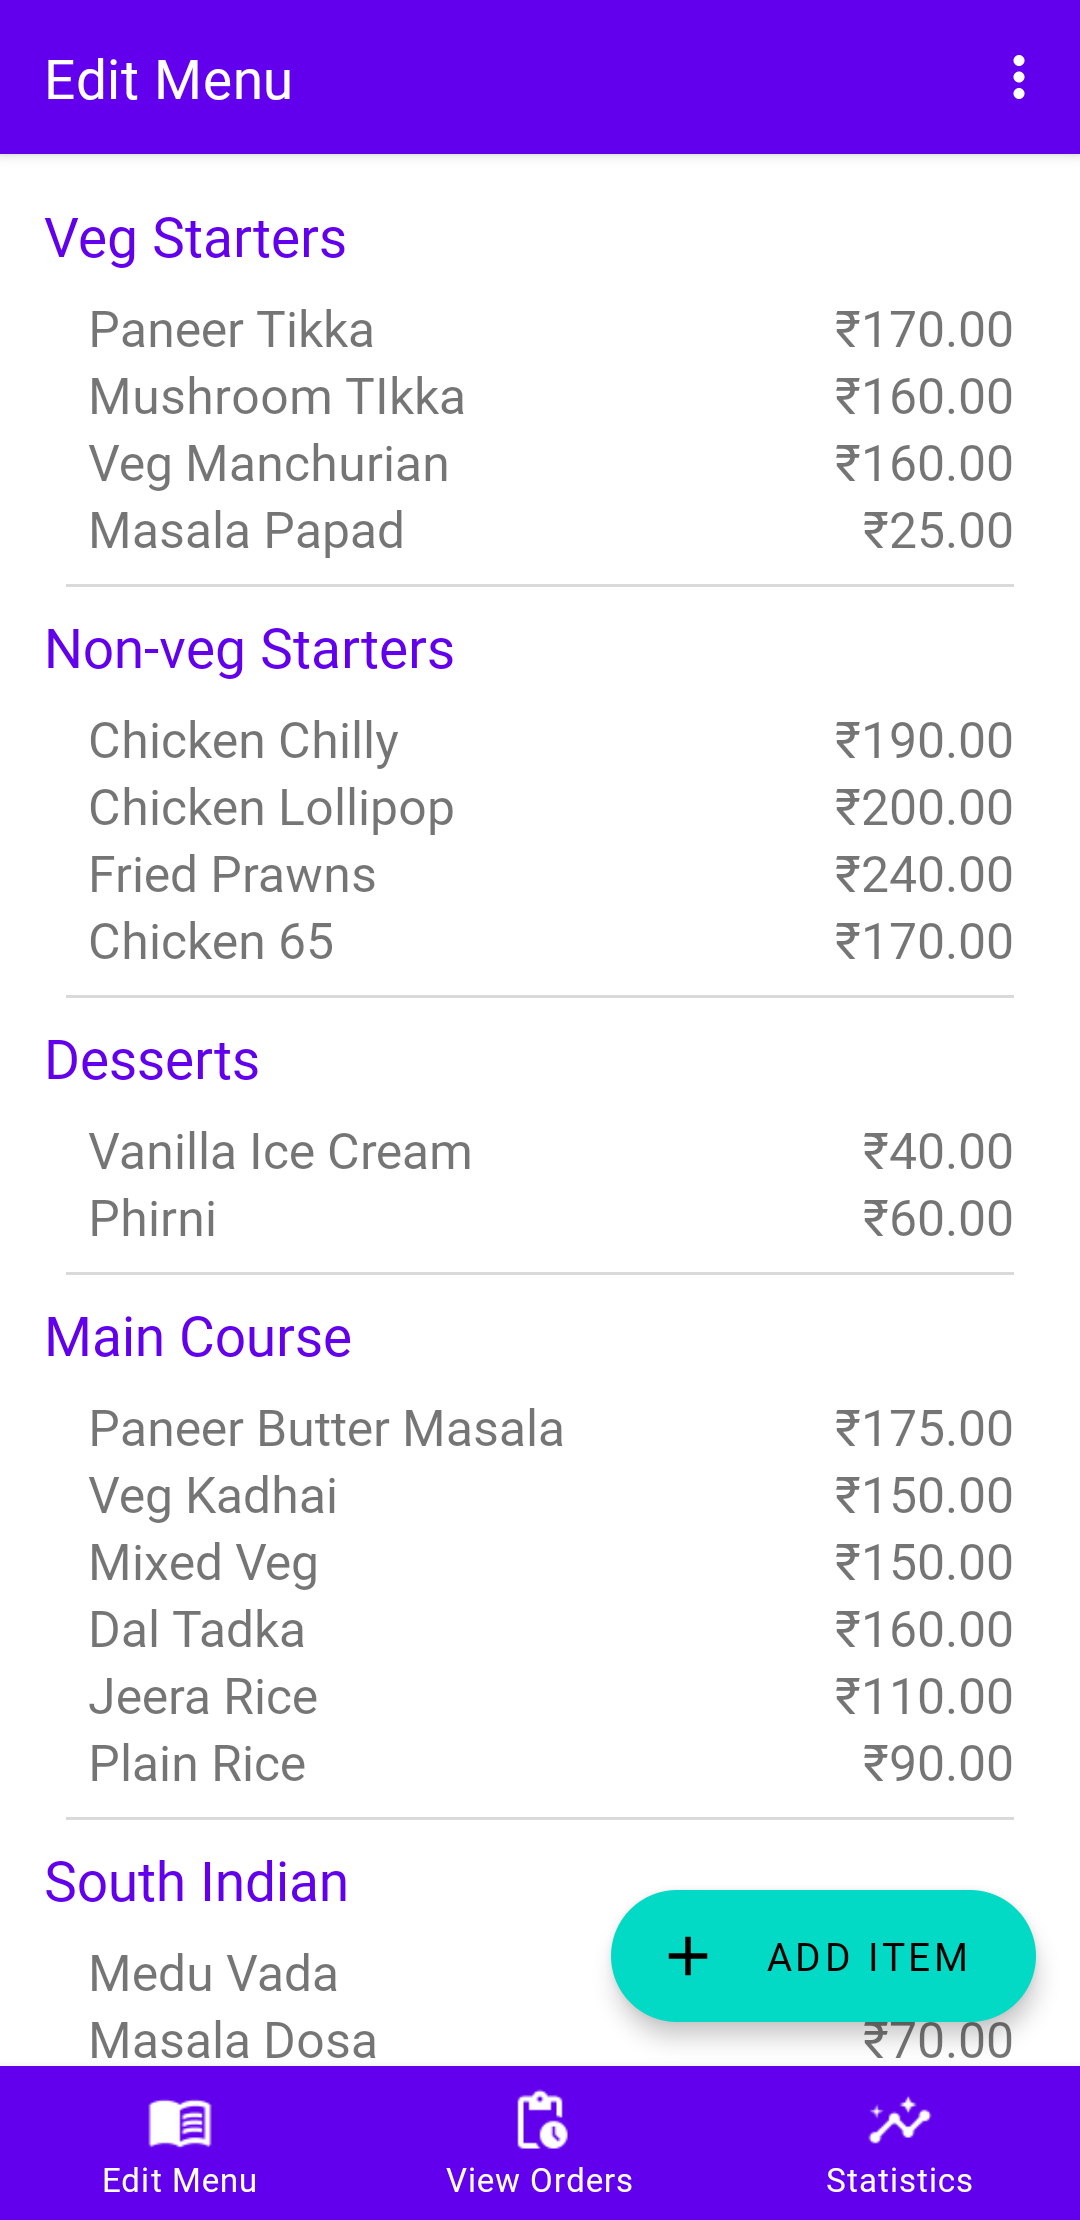 Edit Menu
Veg Starters
Paneer Tikka ₹170.00
Mushroom TIkka ₹160.00
Veg Manchurian ₹160.00
Masala Papad ₹25.00
Non-veg Starters
Chicken Chilly ₹190.00
Chicken Lollipop ₹200.00
Fried Prawns ₹240.00
Chicken 65 ₹170.00
Desserts
Vanilla Ice Cream ₹40.00
Phirni ₹60.00
Main Course
Paneer Butter Masala ₹175.00
Veg Kadhai ₹150.00
Mixed Veg ₹150.00
Dal Tadka ₹160.00
Jeera Rice ₹110.00
Plain Rice ₹90.00
South Indian
ADD ITEM
Medu Vada
Masala Dosa ₹70.00
Edit Menu View Orders Statistics